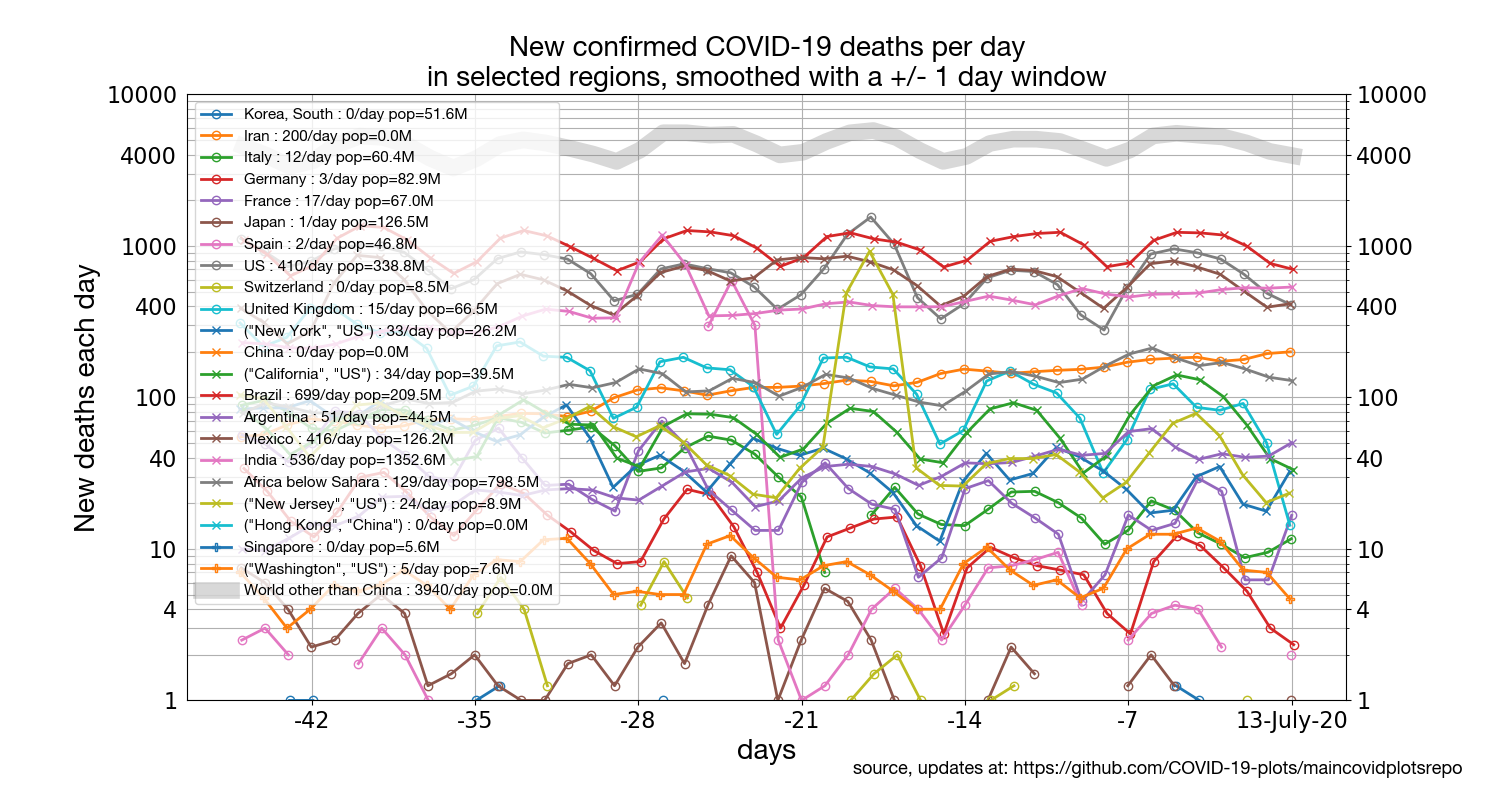 New confirmed COVID-19 deaths per day
in selected regions, smoothed with a +/- 1 day window
10000
4000
1000
400
100
40
10
4
1
New deaths each day
Korea, South : 0/day pop=51.6M
Iran : 200/day pop=0.0M
Italy : 12/day pop=60.4M
Germany : 3/day pop=82.9M
France : 17/day pop=67.0M
Japan : 1/day pop=126.5M
Spain : 2/day pop=46.8M
US : 410/day pop=338.8M
Switzerland : 0/day pop=8.5M
United Kingdom : 15/day pop=66.5M
("New York", "US") : 33/day pop=26.2M
China : 0/day pop=0.0M
("California", "US") : 34/day pop=39.5M
Brazil : 699/day pop=209.5M
Argentina : 51/day pop=44.5M
Mexico : 416/day pop=126.2M
India : 536/day pop=1352.6M
Africa below Sahara : 129/day pop=798.5M
("New Jersey", "US") : 24/day pop=8.9M
("Hong Kong", "China") : 0/day pop=0.0M
Singapore : 0/day pop=5.6M
("Washington", "US") : 5/day pop=7.6M
World other than China : 3940/day pop=0.0M
10000
4000
1000
400
100
40
10
4
1
-42 -35 -28 -21 -14 -7 13-July-20
days
source, updates at: https://github.com/COVID-19-plots/maincovidplotsrepo